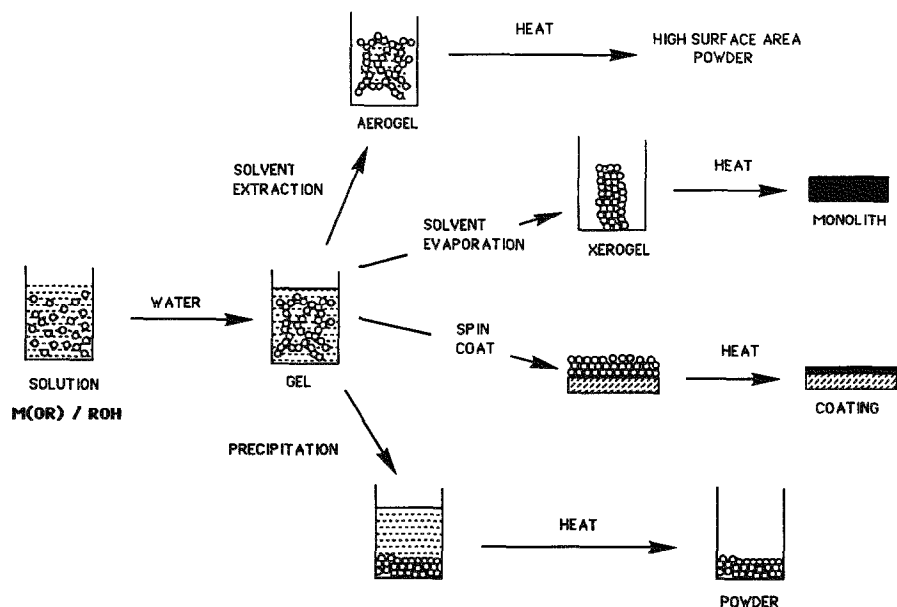 HEAT
HIGH SURFACE AREA
POWDER
AEROGEL
SOLVENT
EXTRACTION
SOLVENT
EVAPORATION
HEAT
XEROGEL
MONOLITH
WATER
SOLUTION
M(OR) / ROH
GEL
SPIN
COAT
HEAT
COATING
PRECIPITATION
HEAT
POWDER